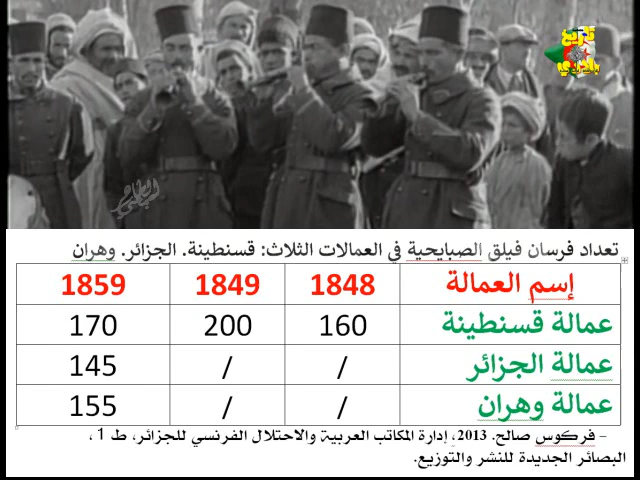 تاريخ
تعداد فرسان فيلق الصبايحية في العمالات الثلاث: قسنطينة. الجزائر. وهران
إسم العمالة 1848 1849 1859
عمالة قسنطينة 160 200 170
عمالة الجزائر / / 145
عمالة وهران / / 155
– فركوس صالح. 2013، إدارة المكاتب العربية والاحتلال الفرنسي للجزائر، ط 1،
البصائر الجديدة للنشر والتوزيع.